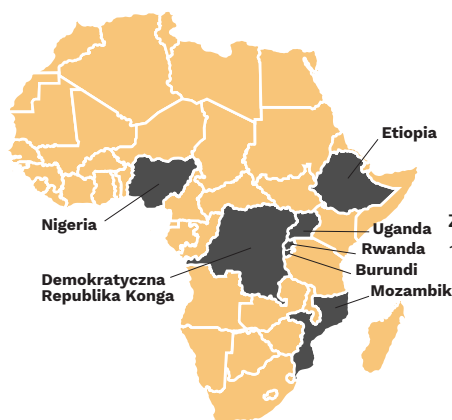 Etiopia
Nigeria
Uganda
Rwanda
Burundi
Demokratyczna
Republika Konga
Mozambik